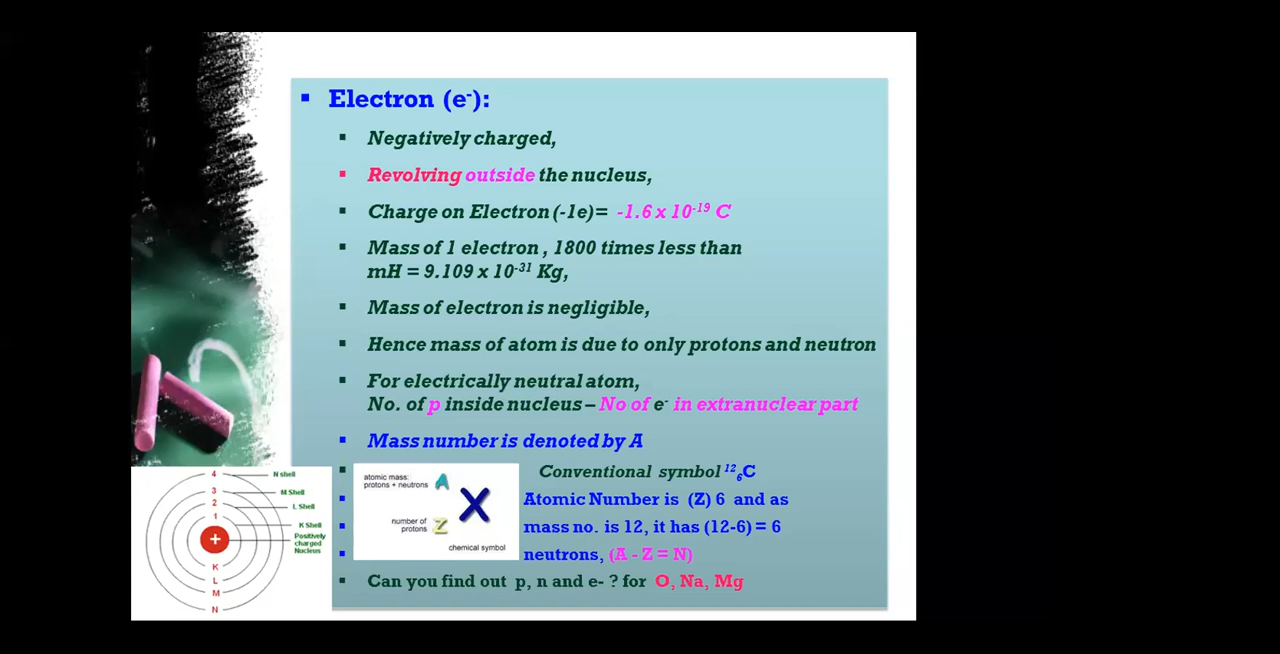 Electron (e⁻):
Negatively charged,
Revolving outside the nucleus,
Charge on Electron (-1e)= -1.6 x 10⁻¹⁹ C
Mass of 1 electron , 1800 times less than
mH = 9.109 x 10⁻³¹ Kg,
Mass of electron is negligible,
Hence mass of atom is due to only protons and neutron
For electrically neutral atom,
No. of p inside nucleus – No of e⁻ in extranuclear part
Mass number is denoted by A
Conventional symbol ¹²₆C
Atomic Number is (Z) 6 and as
mass no. is 12, it has (12-6) = 6
neutrons, (A - Z = N)
Can you find out p, n and e- ? for O, Na, Mg
atomic mass:
protons + neutrons
A
X
number of
protons
Z
chemical symbol
4
N shell
3
M Shell
2
L Shell
1
K Shell
+
Positively
charged
Nucleus
K
L
M
N